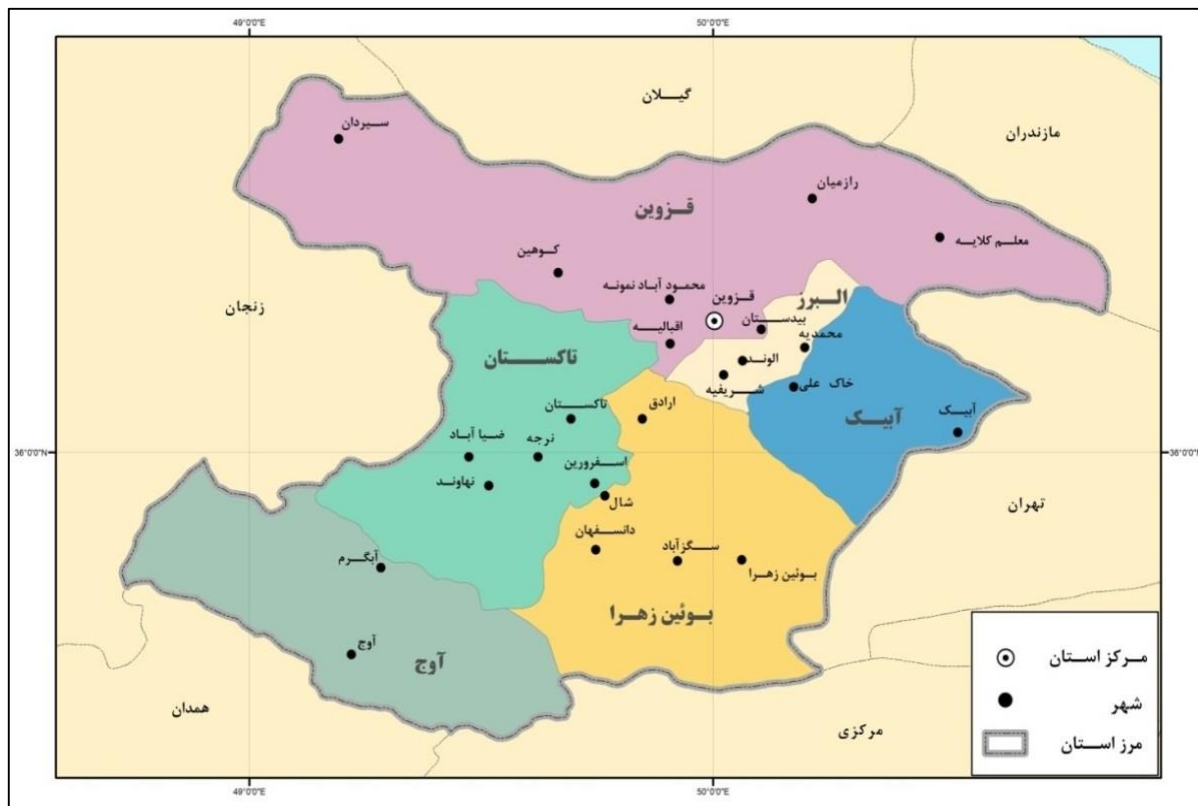 49°0'0"E
50°0'0"E
گیلان
مازندران
سیردان
رازمیان
قزوین
معلم کلایه
کوهین
محمود آباد نمونه
قزوین
البرز
زنجان
اقبالیه
بیدستان
محمدیه
تاکستان
الوند
شریفیه
خاک علی
آبیک
آبیک
تاکستان
ارادق
36°0'0"N
ضیا آباد
نرجه
اسفرورین
36°0'0"N
نهاوند
شال
تهران
دانسفهان
سگزآباد
بوئین زهرا
آبگرم
بوئین زهرا
آوج
آوج
همدان
مرکزی
مرکز استان
شهر
مرز استان
49°0'0"E
50°0'0"E